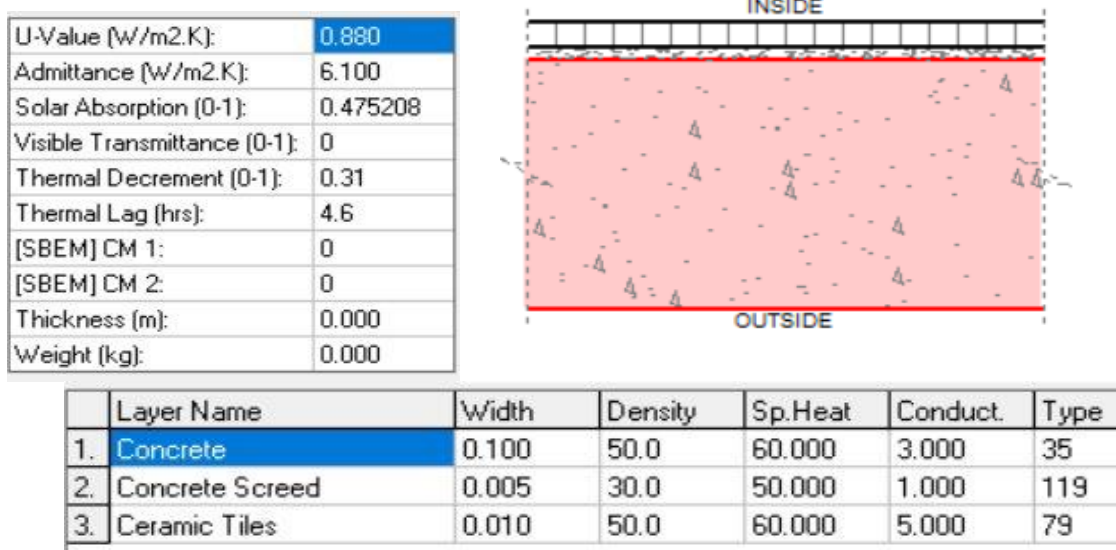 INSIDE
U-Value (W/m2.K): 0.880
Admittance (W/m2.K): 6.100
Solar Absorption (0-1): 0.475208
Visible Transmittance (0-1): 0
Thermal Decrement (0-1): 0.31
Thermal Lag (hrs): 4.6
[SBEM] CM 1: 0
[SBEM] CM 2: 0
Thickness (m): 0.000
Weight (kg): 0.000
OUTSIDE
Layer Name Width Density Sp.Heat Conduct. Type
1. Concrete 0.100 50.0 60.000 3.000 35
2. Concrete Screed 0.005 30.0 50.000 1.000 119
3. Ceramic Tiles 0.010 50.0 60.000 5.000 79